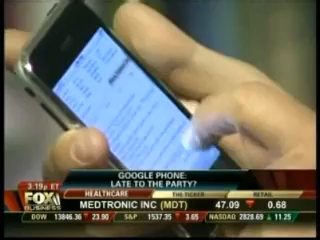 GOOGLE PHONE:
LATE TO THE PARTY?
3:19p ET
HEALTHCARE THE TICKER RETAIL
FOX
BUSINESS
MEDTRONIC INC (MDT) 47.09 0.68
DOW 13846.36 23.90 S&P 1537.35 3.65 NASDAQ 2828.69 11.25